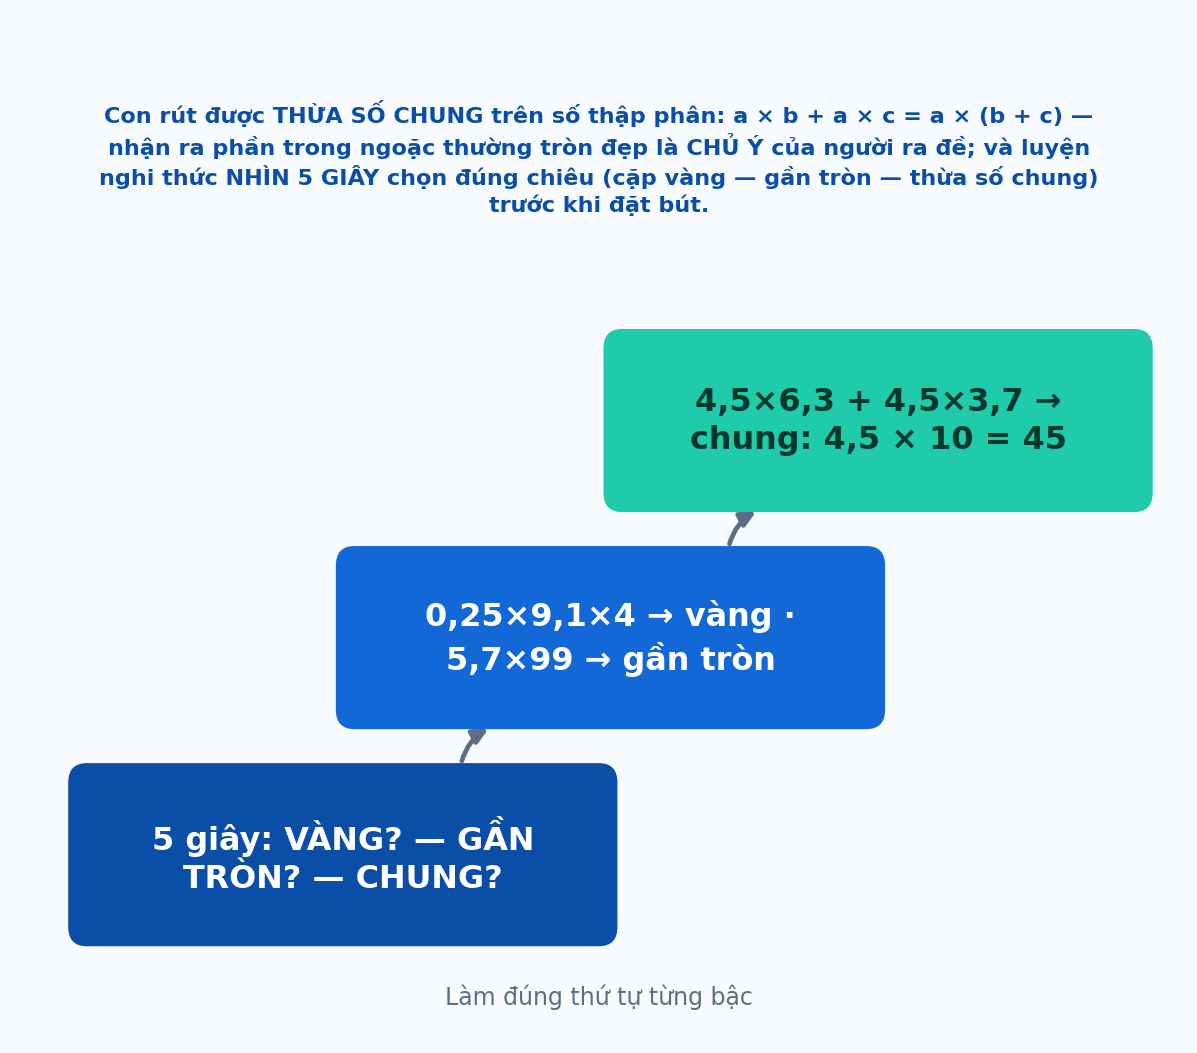 Con rút được THỪA SỐ CHUNG trên số thập phân: a × b + a × c = a × (b + c) —
nhận ra phần trong ngoặc thường tròn đẹp là CHỦ Ý của người ra đề; và luyện
nghi thức NHÌN 5 GIÂY chọn đúng chiêu (cặp vàng — gần tròn — thừa số chung)
trước khi đặt bút.
4,5×6,3 + 4,5×3,7 →
chung: 4,5 × 10 = 45
0,25×9,1×4 → vàng ·
5,7×99 → gần tròn
5 giây: VÀNG? — GẦN
TRÒN? — CHUNG?
Làm đúng thứ tự từng bậc